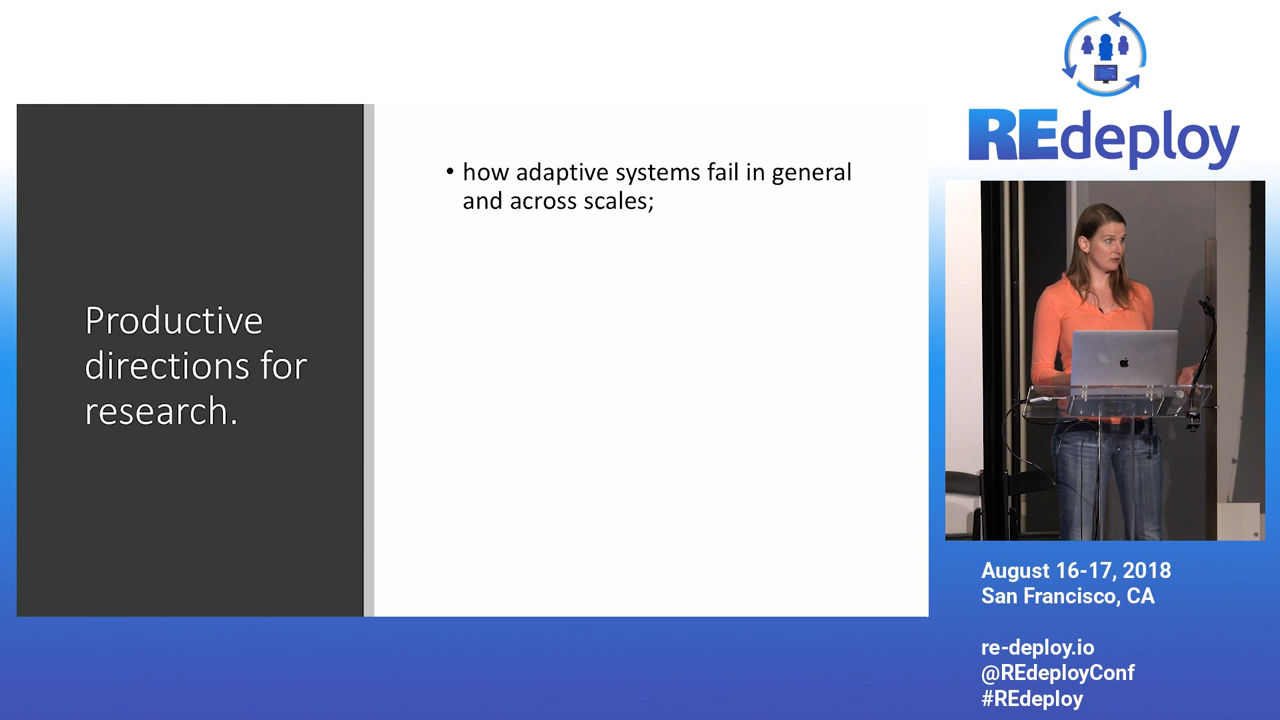 Productive
directions for
research.
• how adaptive systems fail in general
and across scales;
REdeploy
August 16-17, 2018
San Francisco, CA
re-deploy.io
@REdeployConf
#REdeploy